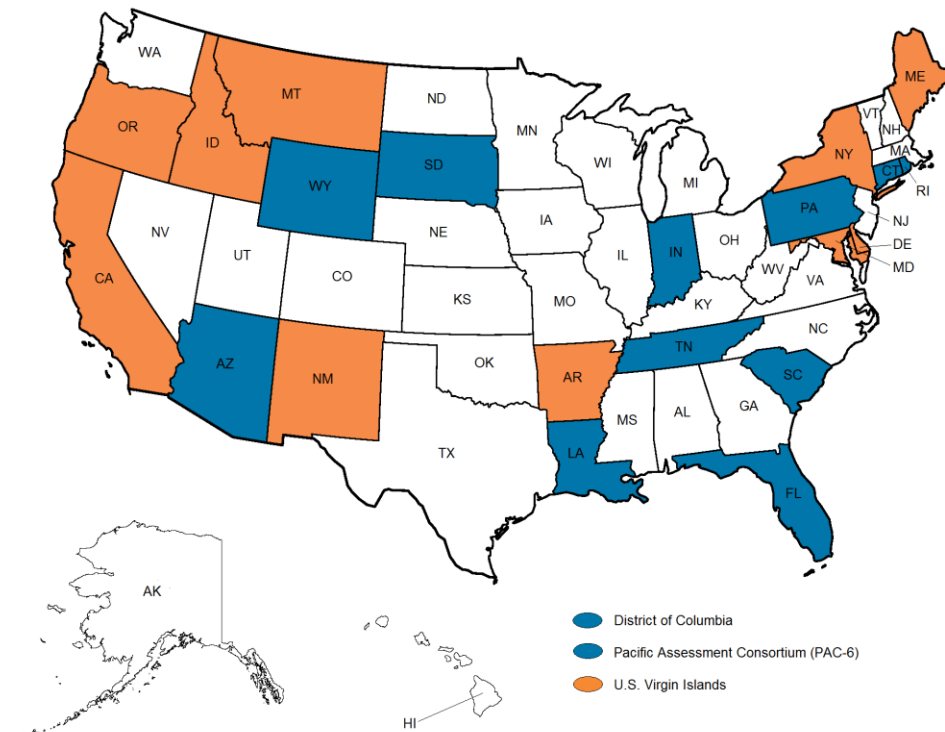 WA
ME
MT
ND
VT
MN
OR
NH
ID
MA
NY
WI
SD
CT
WY
MI
RI
PA
IA
NJ
NE
NV
OH
DE
UT
IL
IN
MD
CO
WV
CA
VA
KS
MO
KY
NC
TN
AZ
OK
SC
NM
AR
GA
MS
AL
TX
LA
FL
AK
District of Columbia
Pacific Assessment Consortium (PAC-6)
U.S. Virgin Islands
HI